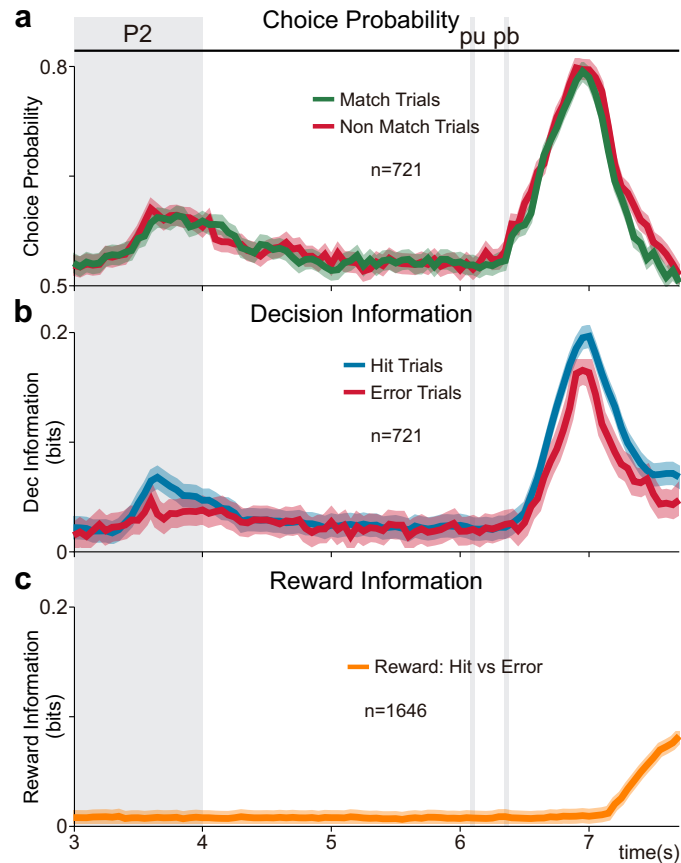 a
Choice Probability
P2
pu pb
0.8
Match Trials
Non Match Trials
n=721
Choice Probability
0.5
b
Decision Information
0.2
Hit Trials
Error Trials
n=721
Dec Information
(bits)
0
c
Reward Information
0.2
Reward: Hit vs Error
n=1646
Reward Information
(bits)
0
3 4 5 6 7 time(s)